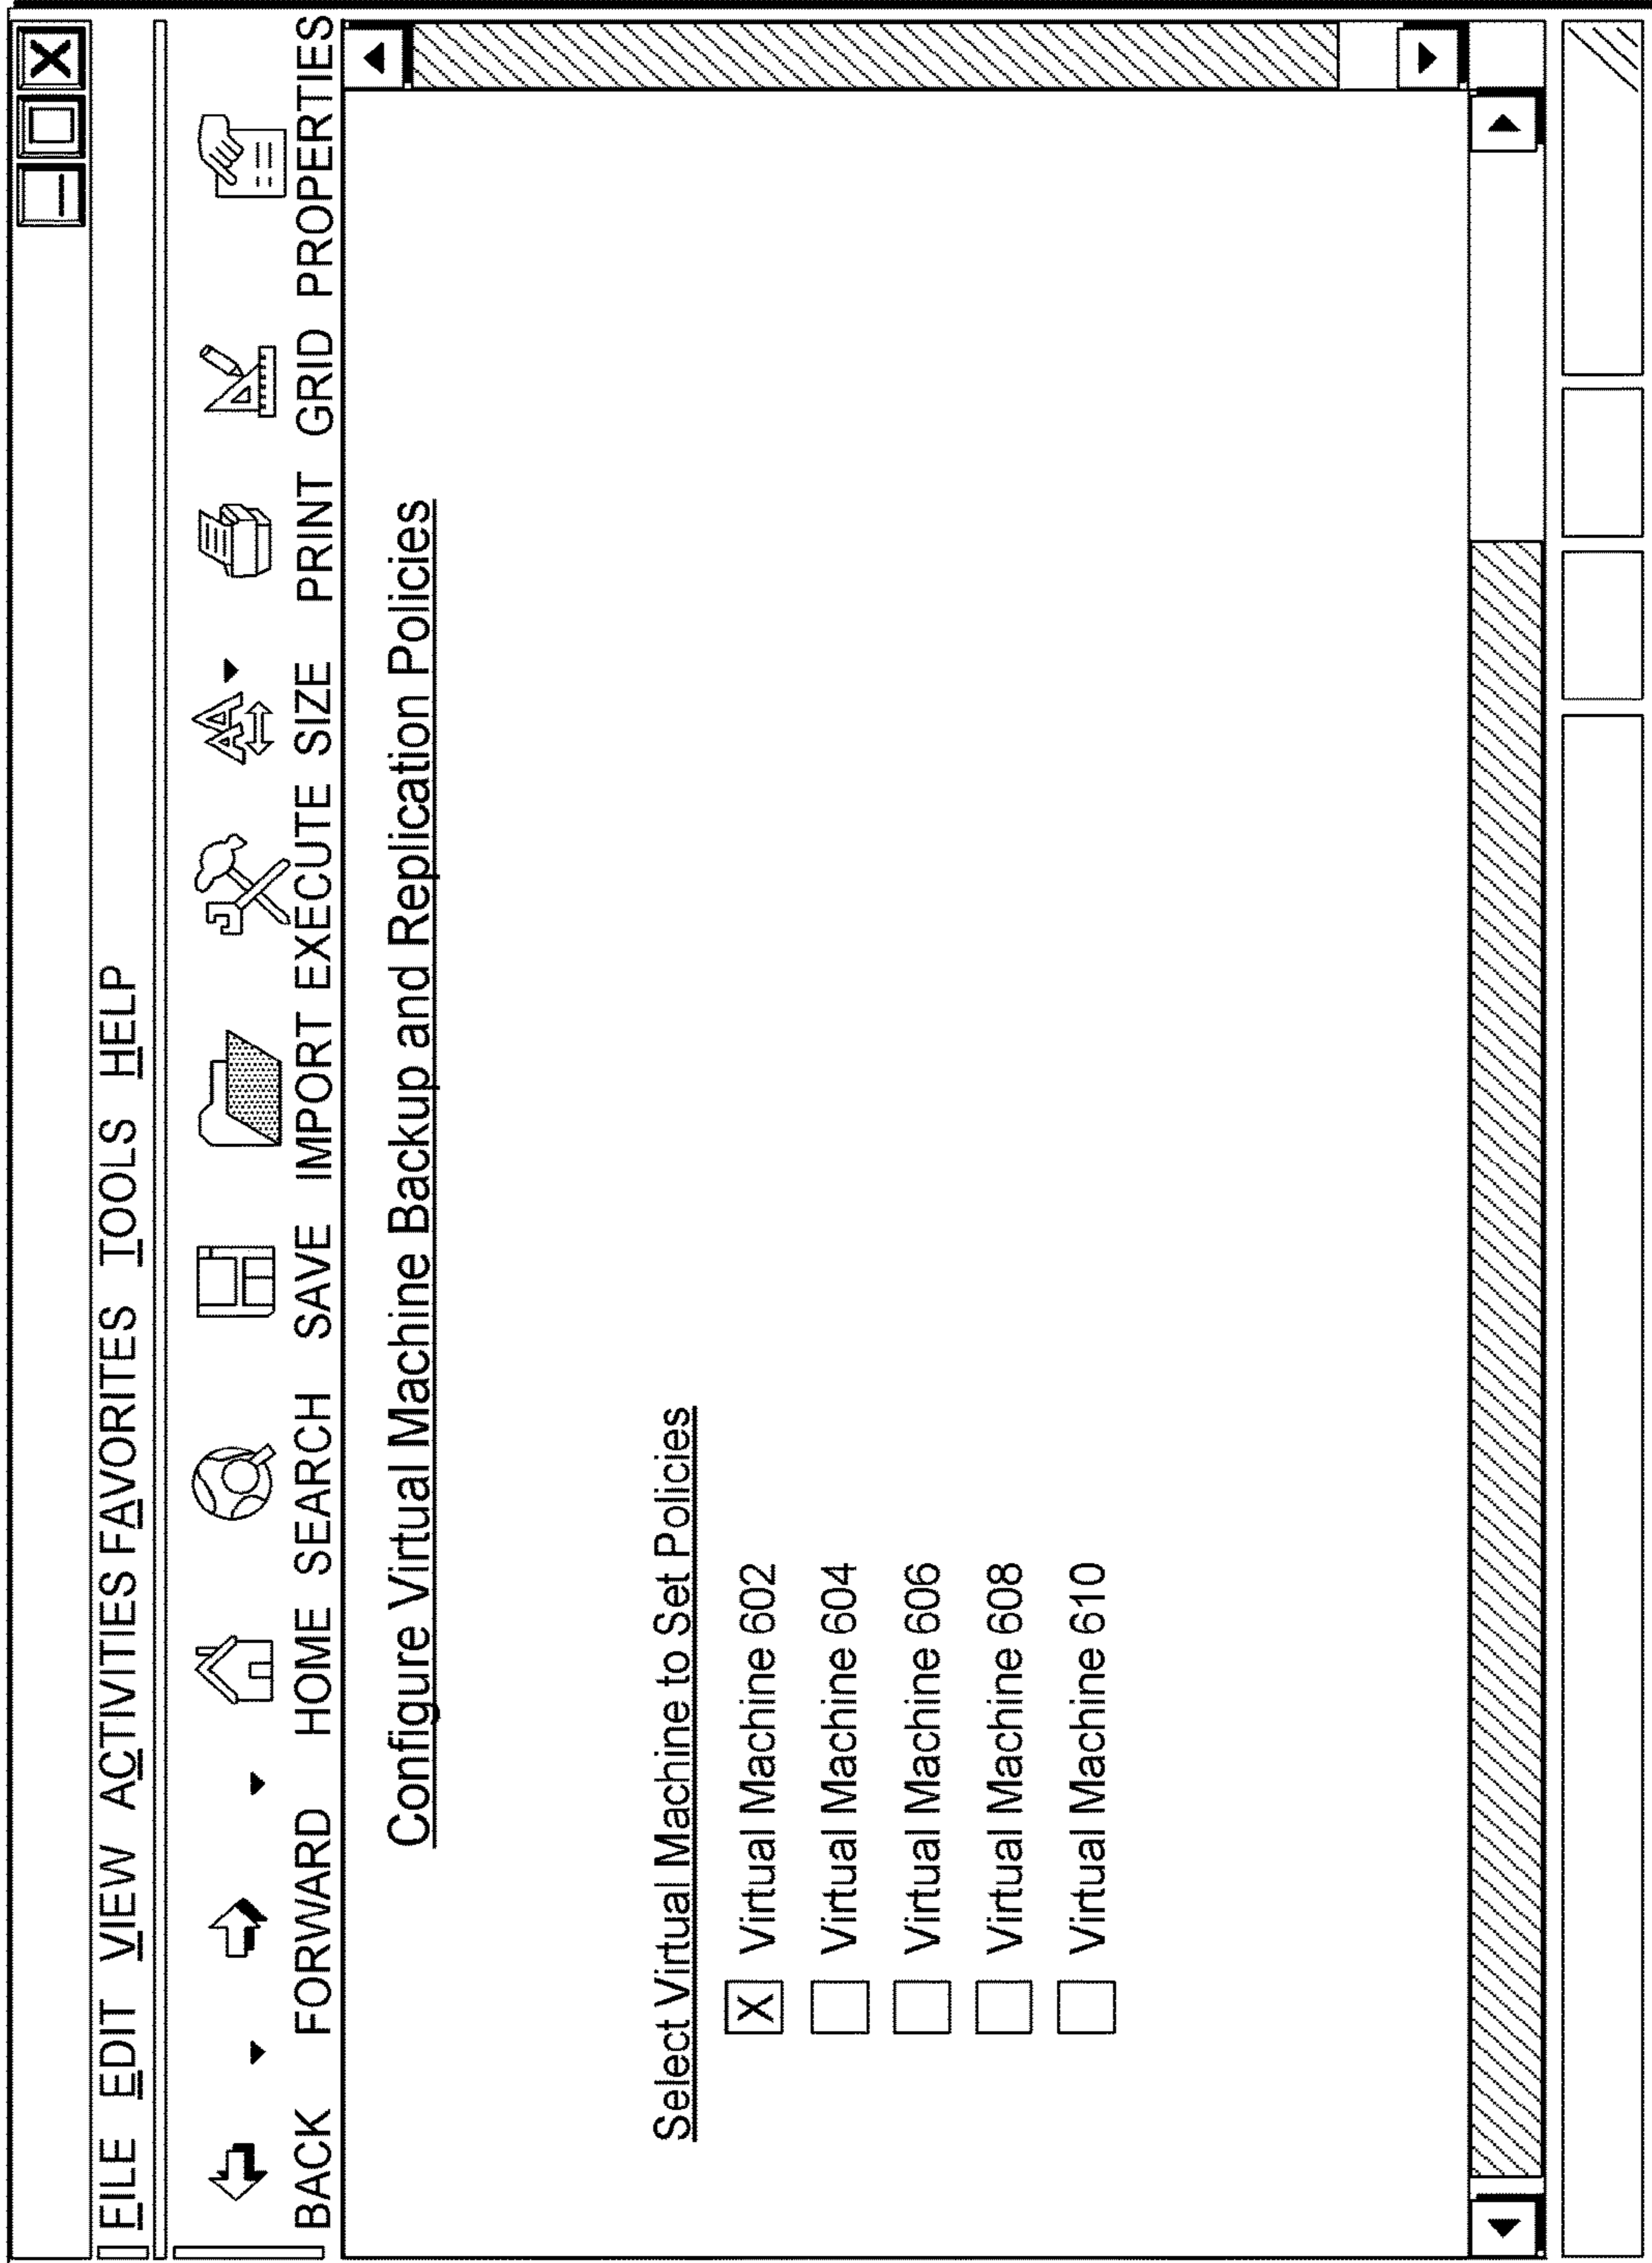 FILE EDIT VIEW ACTIVITIES FAVORITES TOOLS HELP
BACK FORWARD HOME SEARCH SAVE IMPORT EXECUTE SIZE PRINT GRID PROPERTIES
Configure Virtual Machine Backup and Replication Policies
Select Virtual Machine to Set Policies
X Virtual Machine 602
Virtual Machine 604
Virtual Machine 606
Virtual Machine 608
Virtual Machine 610